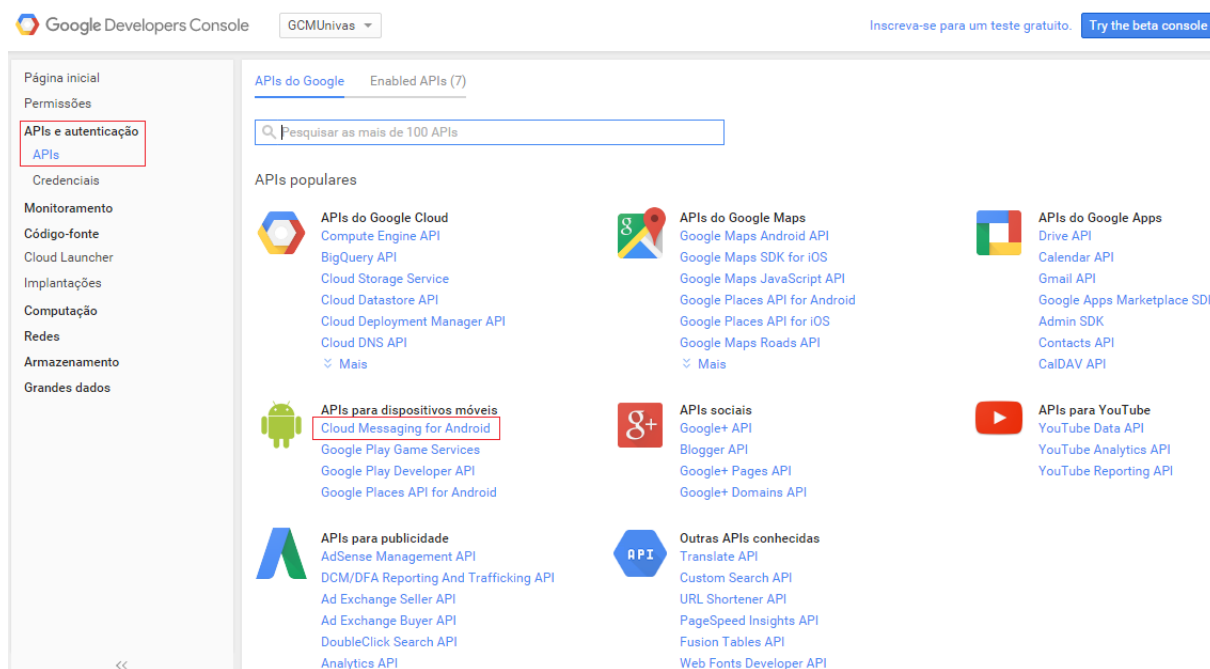 Google Developers Console
GCMUnivas
Inscreva-se para um teste gratuito.
Try the beta console
Página inicial
Permissões
APIs e autenticação
APIs
Credenciais
Monitoramento
Código-fonte
Cloud Launcher
Implantações
Computação
Redes
Armazenamento
Grandes dados
APIs do Google
Enabled APIs (7)
Pesquisar as mais de 100 APIs
APIs populares
APIs do Google Cloud
Compute Engine API
BigQuery API
Cloud Storage Service
Cloud Datastore API
Cloud Deployment Manager API
Cloud DNS API
Mais
8
APIs do Google Maps
Google Maps Android API
Google Maps SDK for iOS
Google Maps JavaScript API
Google Places API for Android
Google Places API for iOS
Google Maps Roads API
Mais
APIs do Google Apps
Drive API
Calendar API
Gmail API
Google Apps Marketplace SD
Admin SDK
Contacts API
CalDAV API
APIs para dispositivos móveis
Cloud Messaging for Android
Google Play Game Services
Google Play Developer API
Google Places API for Android
8+
APIs sociais
Google+ API
Blogger API
Google+ Pages API
Google+ Domains API
APIs para YouTube
YouTube Data API
YouTube Analytics API
YouTube Reporting API
APIs para publicidade
AdSense Management API
DCM/DFA Reporting And Trafficking API
Ad Exchange Seller API
Ad Exchange Buyer API
DoubleClick Search API
Analytics API
API
Outras APIs conhecidas
Translate API
Custom Search API
URL Shortener API
PageSpeed Insights API
Fusion Tables API
Web Fonts Developer API